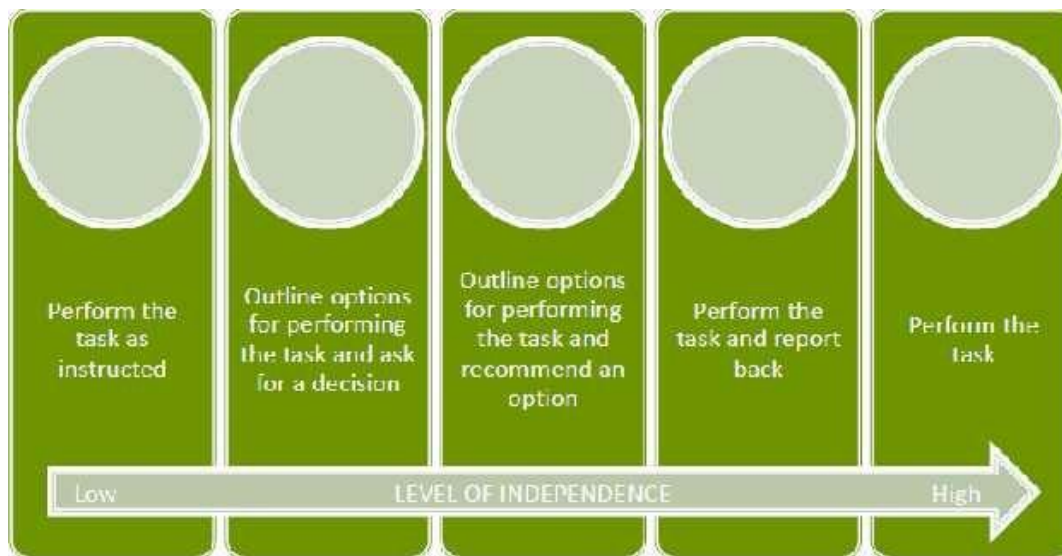 Perform the
task as
instructed
Outline options
for performing
the task and ask
for a decision
Outline options
for performing
the task and
recommend an
option
Perform the
task and report
back
Perform the
task
Low
LEVEL OF INDEPENDENCE
High